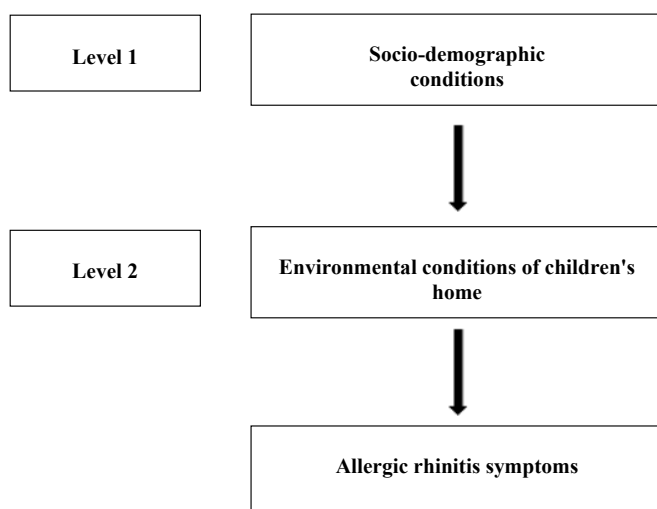 Level 1
Socio-demographic
conditions
Level 2
Environmental conditions of children's
home
Allergic rhinitis symptoms